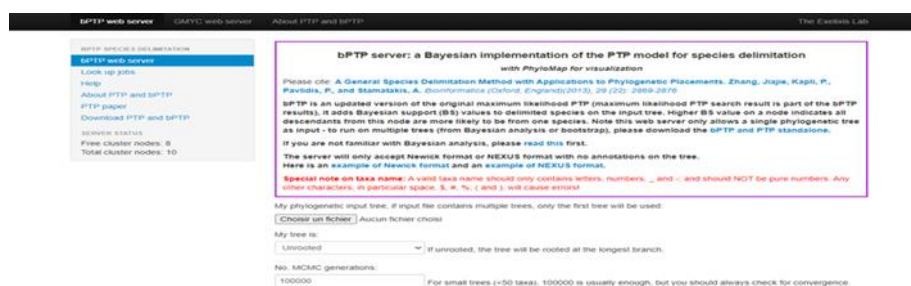 bPTP web server GMYC web server About PTP and bPTP The Exelixis Lab
BPTP SPECIES DELIMITATION
bPTP web server
Look up jobs
Help
About PTP and bPTP
PTP paper
Download PTP and bPTP
SERVER STATUS
Free cluster nodes: 8
Total cluster nodes: 10
bPTP server: a Bayesian implementation of the PTP model for species delimitation
with PhyloMap for visualization
Please cite: A General Species Delimitation Method with Applications to Phylogenetic Placements. Zhang, Jiajie, Kapli, P.,
Pavlidis, P., and Stamatakis, A. Bioinformatics (Oxford, England)(2013), 29 (22): 2869-2876
bPTP is an updated version of the original maximum likelihood PTP (maximum likelihood PTP search result is part of the bPTP
results), it adds Bayesian support (BS) values to delimited species on the input tree. Higher BS value on a node indicates all
descendants from this node are more likely to be from one species. Note this web server only allows a single phylogenetic tree
as input - to run on multiple trees (from Bayesian analysis or bootstrap), please download the bPTP and PTP standalone.
If you are not familiar with Bayesian analysis, please read this first.
The server will only accept Newick format or NEXUS format with no annotations on the tree.
Here is an example of Newick format and an example of NEXUS format.
Special note on taxa name: A valid taxa name should only contains letters, numbers, _ and -; and should NOT be pure numbers. Any
other characters, in particular space, $, #, %, ( and ), will cause errors!
My phylogenetic input tree, if input file contains multiple trees, only the first tree will be used:
Choisir un fichier Aucun fichier choisi
My tree is:
Unrooted If unrooted, the tree will be rooted at the longest branch.
No. MCMC generations:
100000 For small trees (<50 taxa), 100000 is usually enough, but you should always check for convergence.